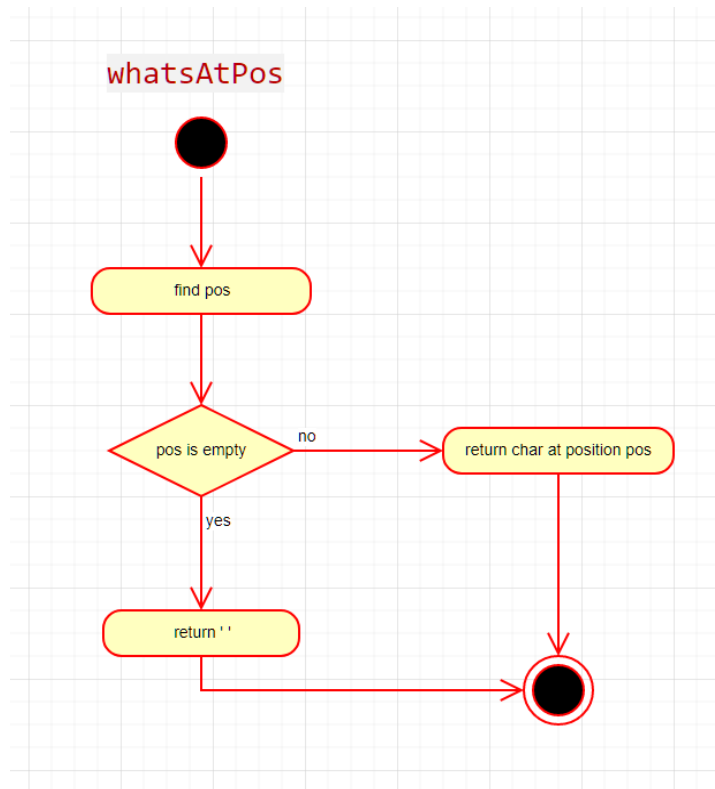 whatsAtPos
find pos
pos is empty
no
return char at position pos
yes
return ' '